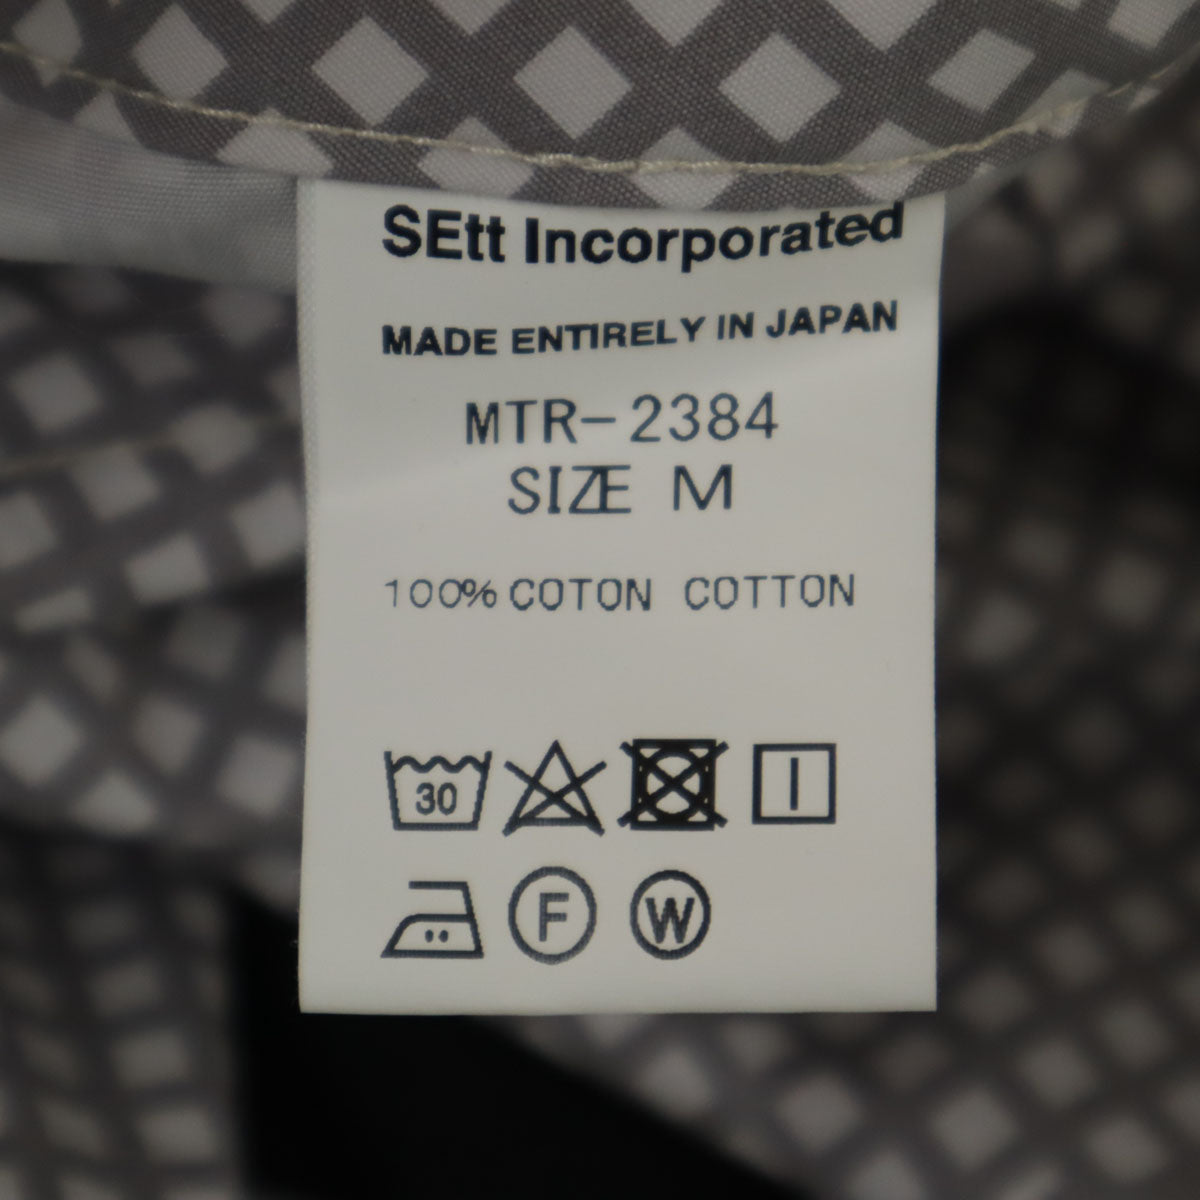 SEtt Incorporated
MADE ENTIRELY IN JAPAN
MTR-2384
SIZE M
100% COTON COTTON
30
F W